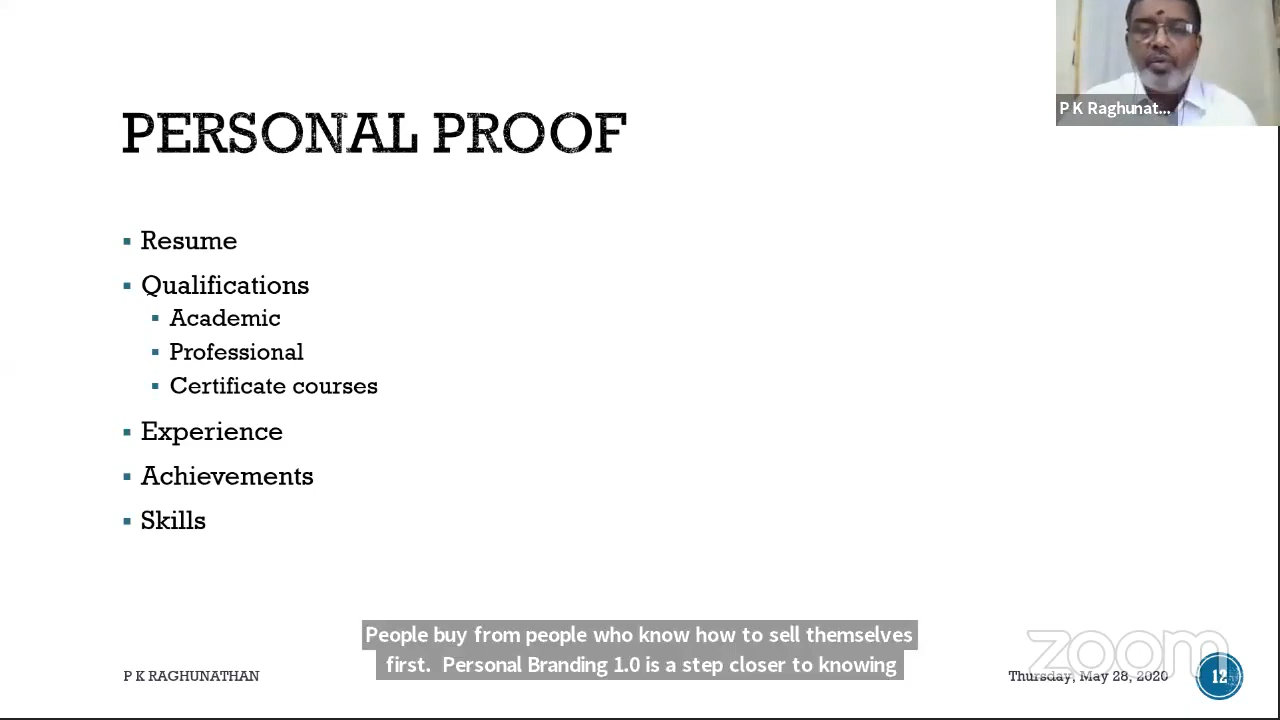 P K Raghunat...
PERSONAL PROOF
Resume
Qualifications
Academic
Professional
Certificate courses
Experience
Achievements
Skills
People buy from people who know how to sell themselves
first. Personal Branding 1.0 is a step closer to knowing
P K RAGHUNATHAN
Thursday, May 28, 2020
zoom
12